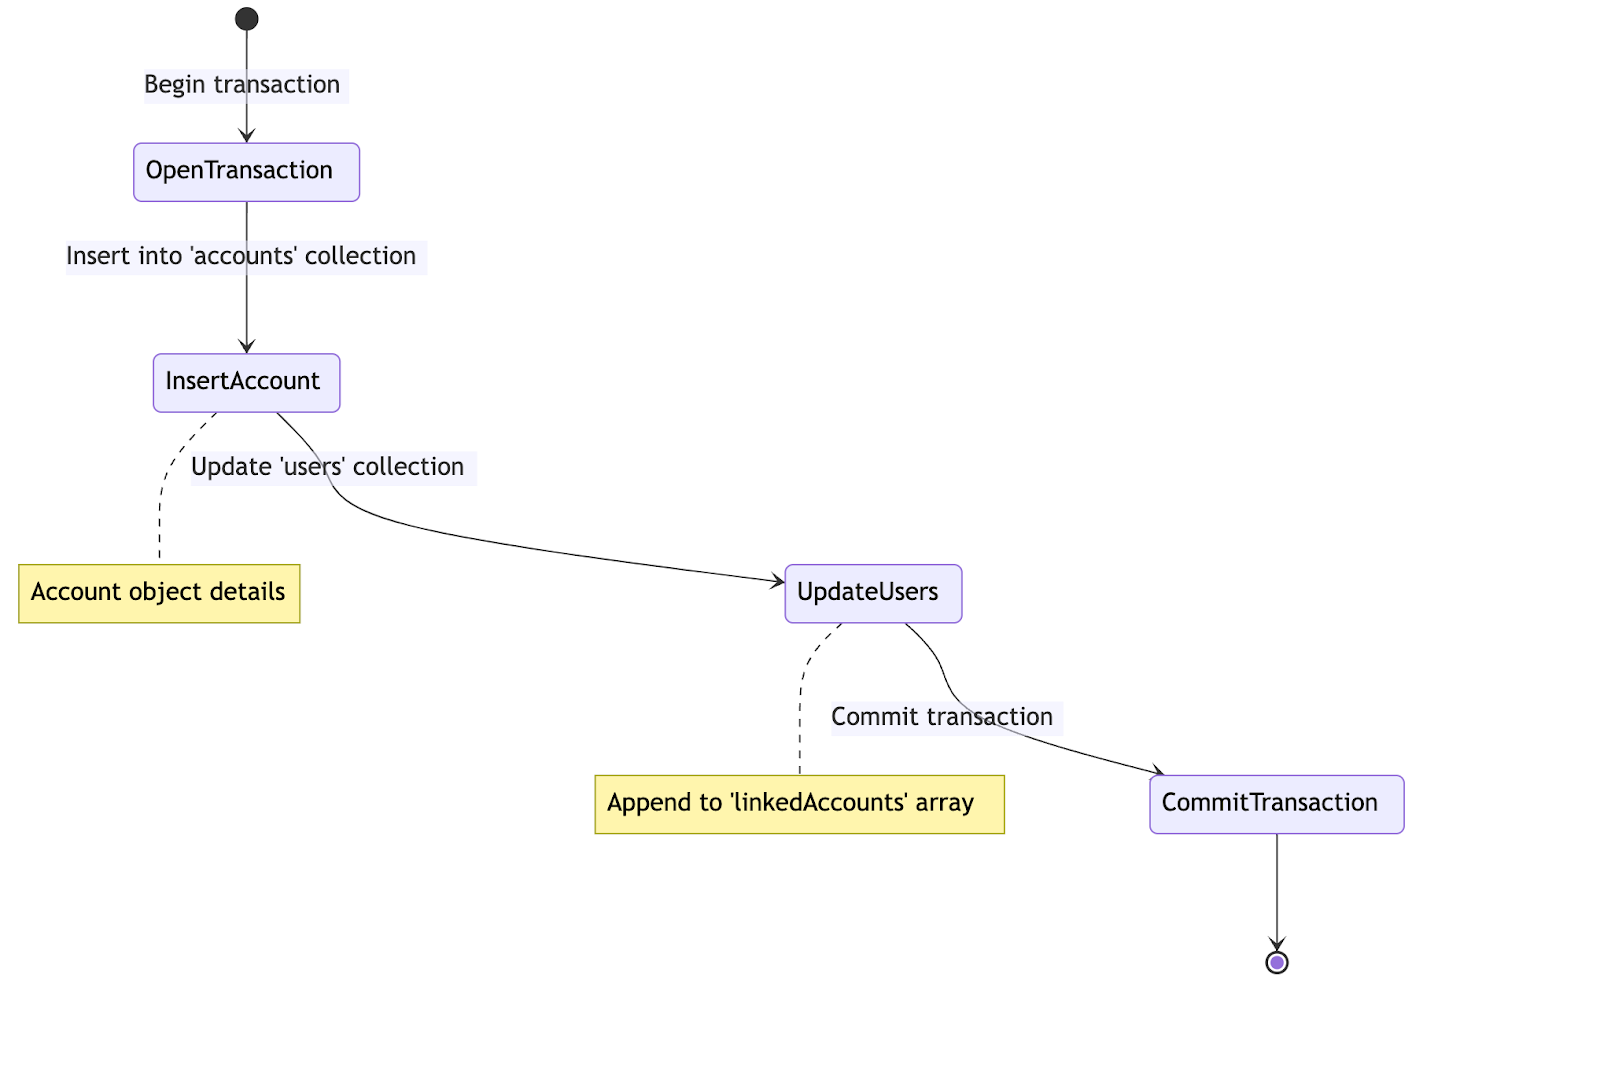 Begin transaction
OpenTransaction
Insert into 'accounts' collection
InsertAccount
Update 'users' collection
Account object details
UpdateUsers
Commit transaction
Append to 'linkedAccounts' array
CommitTransaction